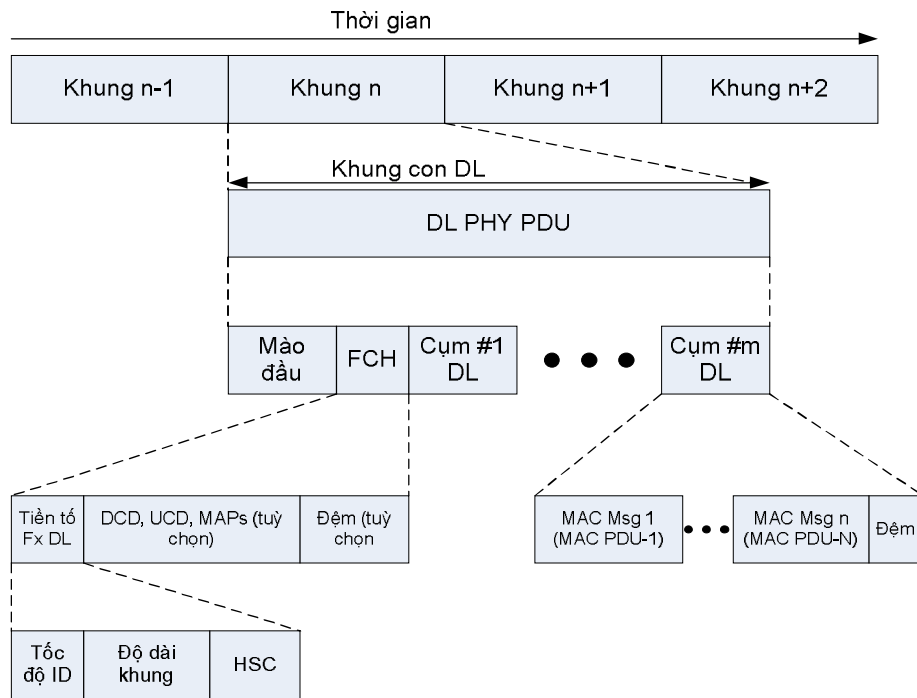 Thời gian
Khung n-1
Khung n
Khung n+1
Khung n+2
Khung con DL
DL PHY PDU
Mào
đầu
FCH
Cụm #1
DL
Cụm #m
DL
Tiền tố
Fx DL
DCD, UCD, MAPs (tuỳ
chọn)
Đệm (tuỳ
chọn
MAC Msg 1
(MAC PDU-1)
MAC Msg n
(MAC PDU-N)
Đệm
Tốc
độ ID
Độ dài
khung
HSC